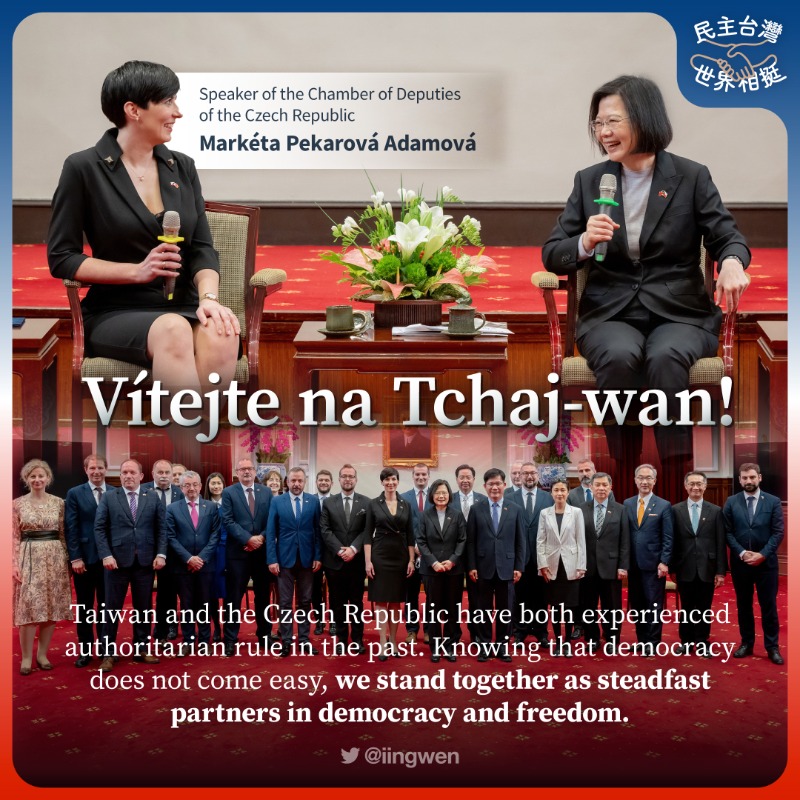 民主台灣
世界相挺
Speaker of the Chamber of Deputies
of the Czech Republic
Markéta Pekarová Adamová
Vítejte na Tchaj-wan!
Taiwan and the Czech Republic have both experienced
authoritarian rule in the past. Knowing that democracy
does not come easy, we stand together as steadfast
partners in democracy and freedom.
@iingwen